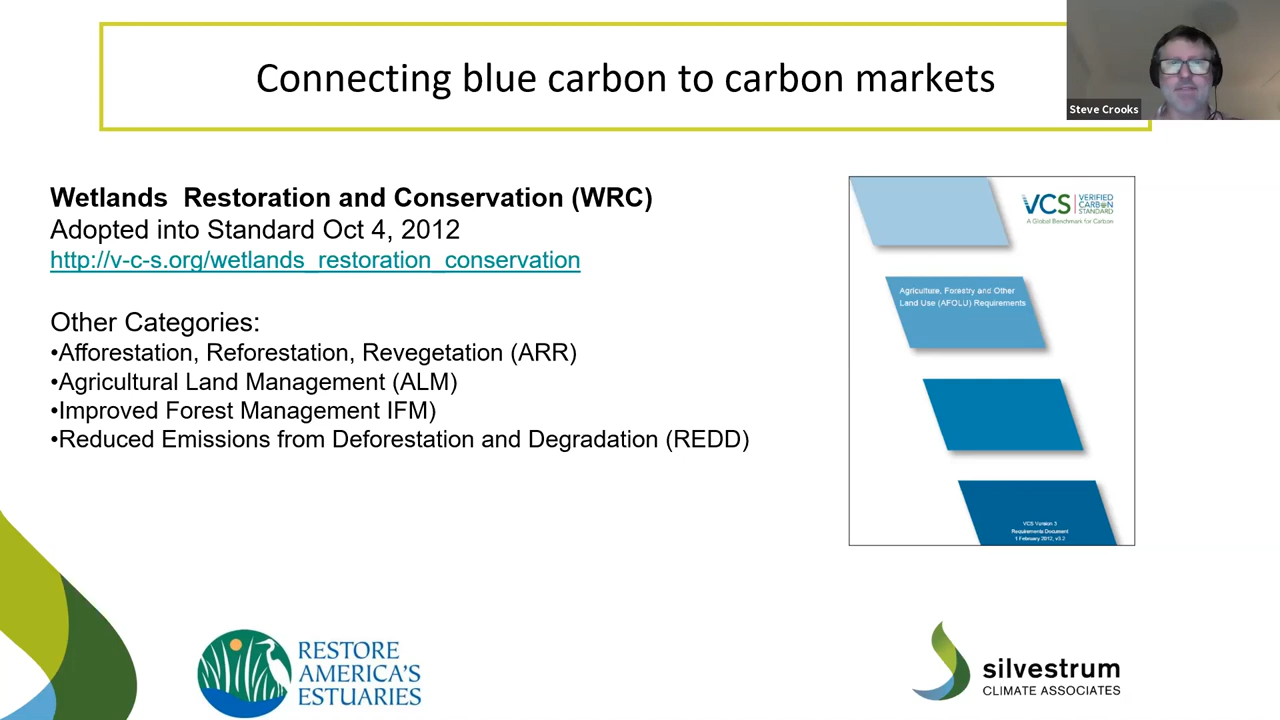 Connecting blue carbon to carbon markets
Steve Crooks
Wetlands  Restoration and Conservation (WRC)
Adopted into Standard Oct 4, 2012
http://v-c-s.org/wetlands_restoration_conservation
Other Categories:
•Afforestation, Reforestation, Revegetation (ARR)
•Agricultural Land Management (ALM)
•Improved Forest Management IFM)
•Reduced Emissions from Deforestation and Degradation (REDD)
VCS VERIFIED
CARBON
STANDARD
A Global Benchmark for Carbon
Agriculture, Forestry and Other
Land Use (AFOLU) Requirements
VCS Version 3
Requirements Document
1 February 2012, v3.2
RESTORE
AMERICA'S
ESTUARIES
silvestrum
CLIMATE ASSOCIATES